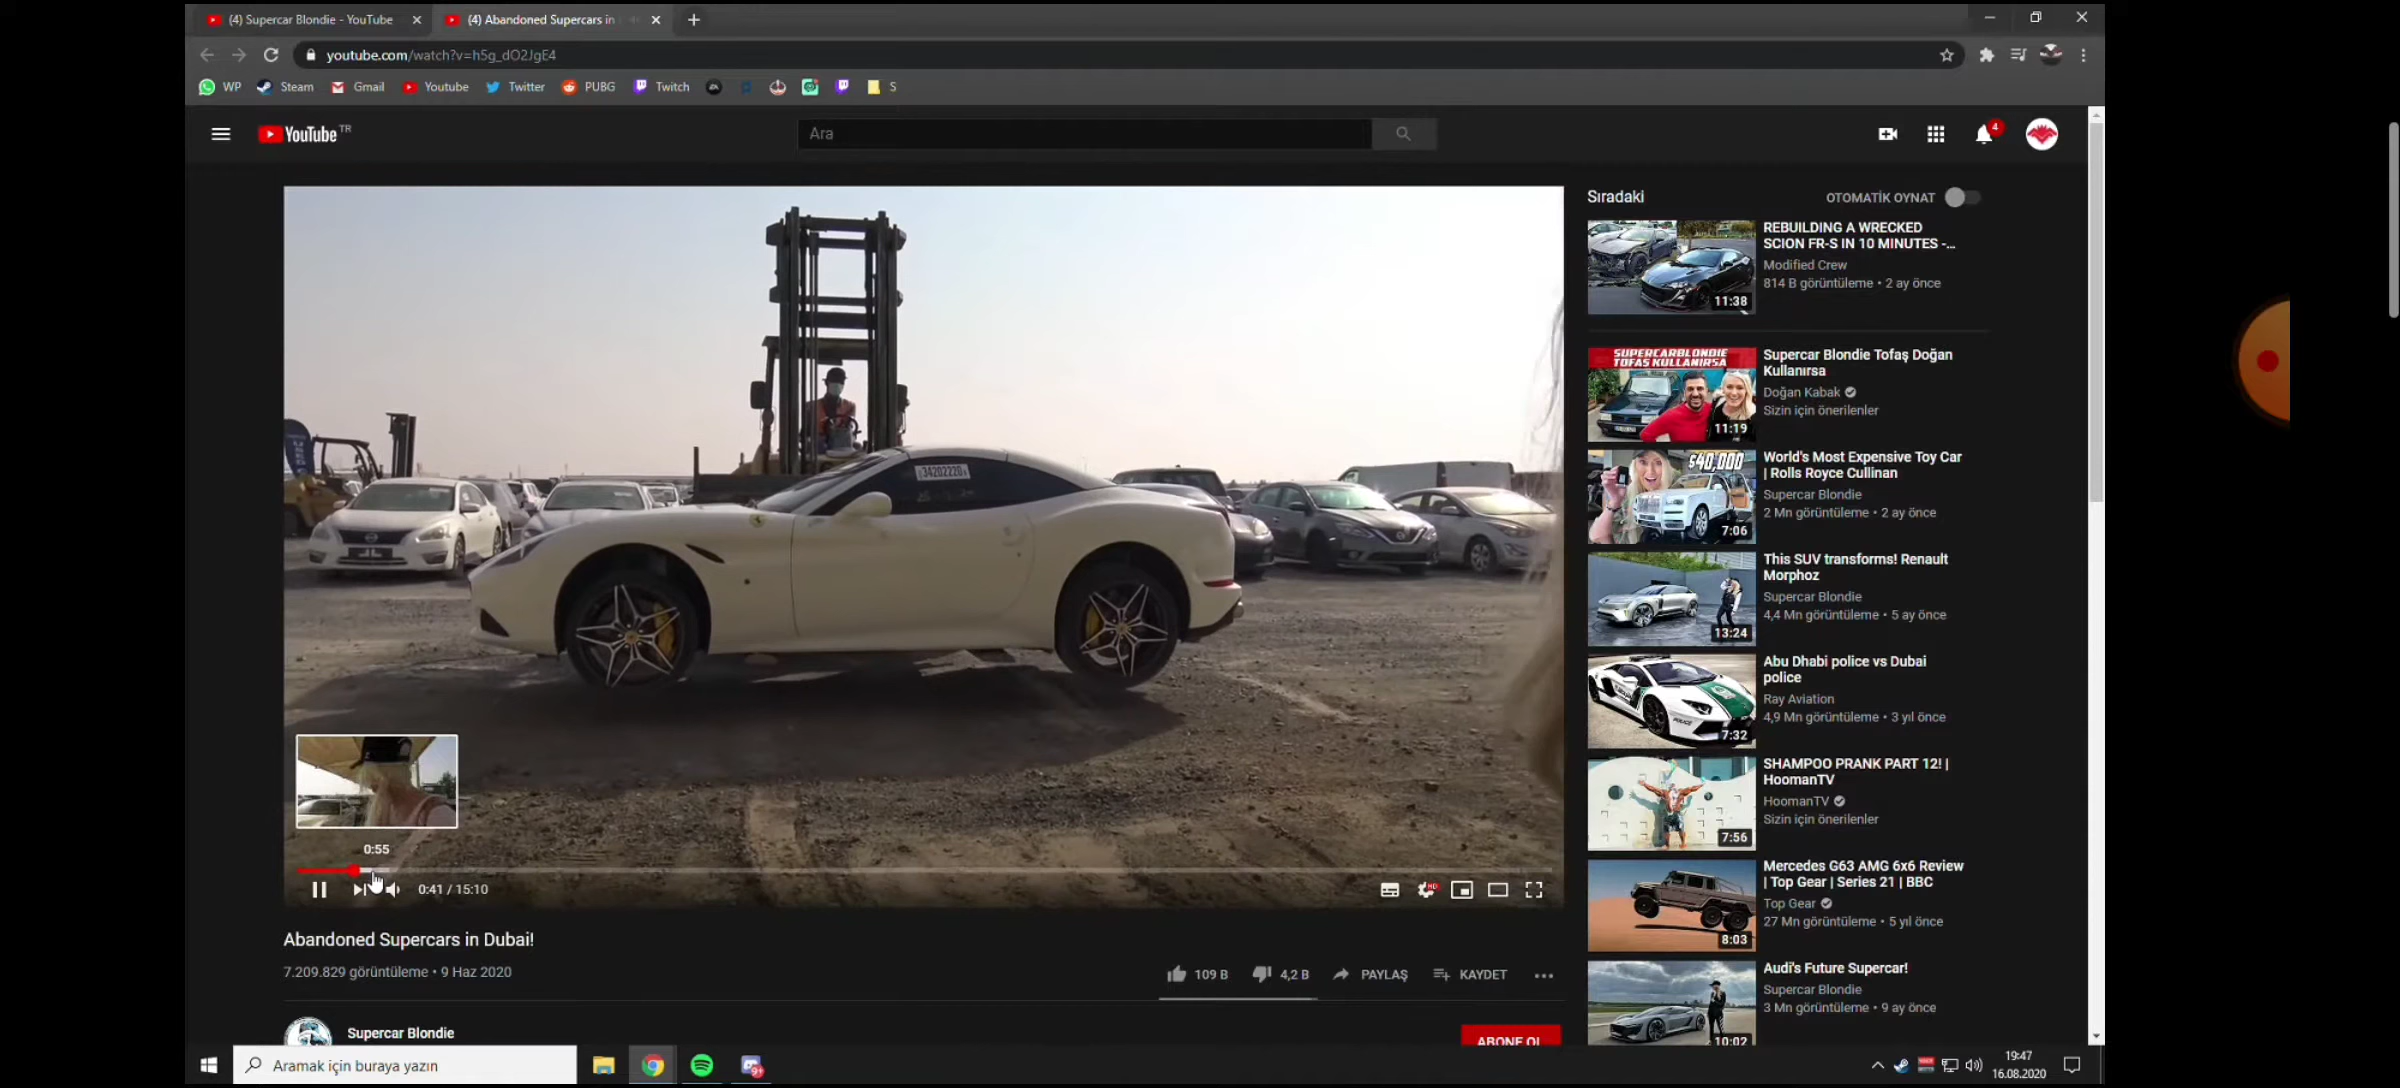 (4) Supercar Blondie - YouTube
(4) Abandoned Supercars in
youtube.com/watch?v=h5g_dO2JgE4
WP Steam Gmail Youtube Twitter PUBG Twitch S
YouTube TR
Ara
4
34202220
0:55
0:41 / 15:10
HD
Abandoned Supercars in Dubai!
7.209.829 görüntüleme • 9 Haz 2020
109 B 4,2 B PAYLAŞ KAYDET
Supercar Blondie
ABONE OL
Sıradaki
OTOMATİK OYNAT
REBUILDING A WRECKED
SCION FR-S IN 10 MINUTES -...
Modified Crew
814 B görüntüleme • 2 ay önce
11:38
SUPERCARBLONDIE
TOFAŞ KULLANIRSA
11:19
Supercar Blondie Tofaş Doğan
Kullanırsa
Doğan Kabak
Sizin için önerilenler
$40,000
7:06
World's Most Expensive Toy Car
| Rolls Royce Cullinan
Supercar Blondie
2 Mn görüntüleme • 2 ay önce
13:24
This SUV transforms! Renault
Morphoz
Supercar Blondie
4,4 Mn görüntüleme • 5 ay önce
POLICE
7:32
Abu Dhabi police vs Dubai
police
Ray Aviation
4,9 Mn görüntüleme • 3 yıl önce
7:56
SHAMPOO PRANK PART 12! |
HoomanTV
HoomanTV
Sizin için önerilenler
8:03
Mercedes G63 AMG 6x6 Review
| Top Gear | Series 21 | BBC
Top Gear
27 Mn görüntüleme • 5 yıl önce
10:02
Audi's Future Supercar!
Supercar Blondie
3 Mn görüntüleme • 9 ay önce
Aramak için buraya yazın
9+
19:47
16.08.2020